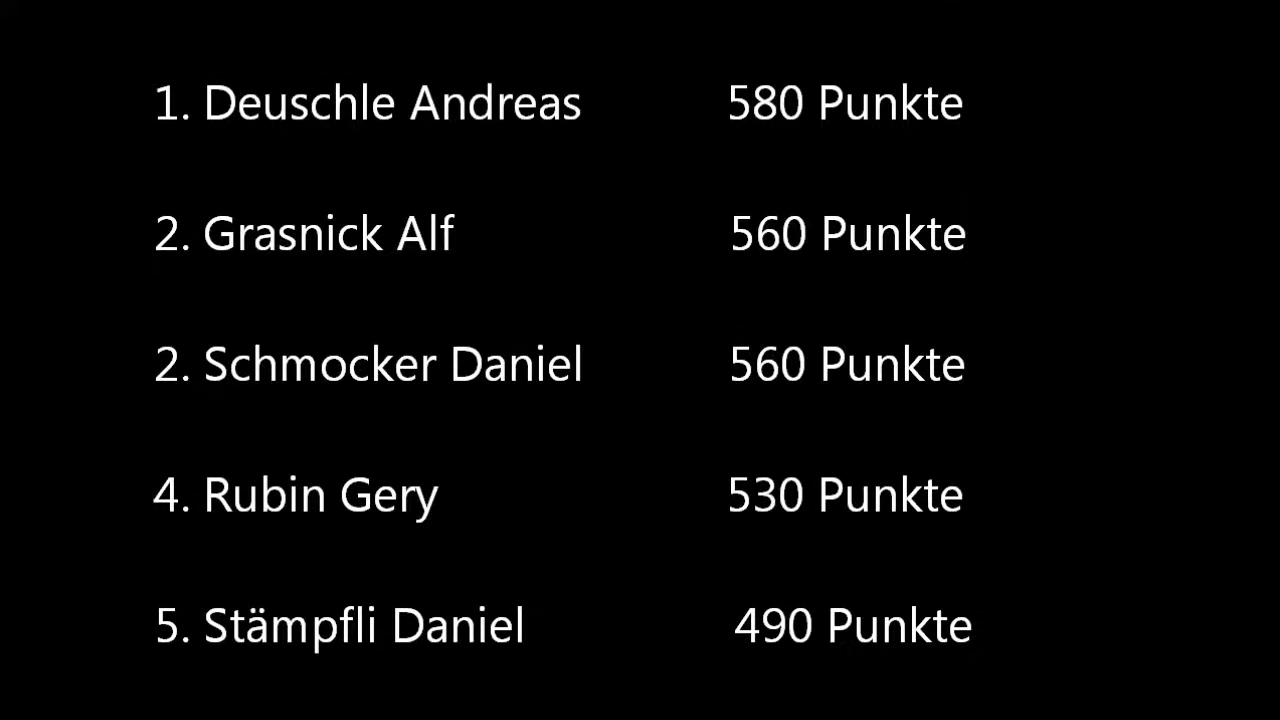 1. Deuschle Andreas 580 Punkte
2. Grasnick Alf 560 Punkte
2. Schmocker Daniel 560 Punkte
4. Rubin Gery 530 Punkte
5. Stämpfli Daniel 490 Punkte